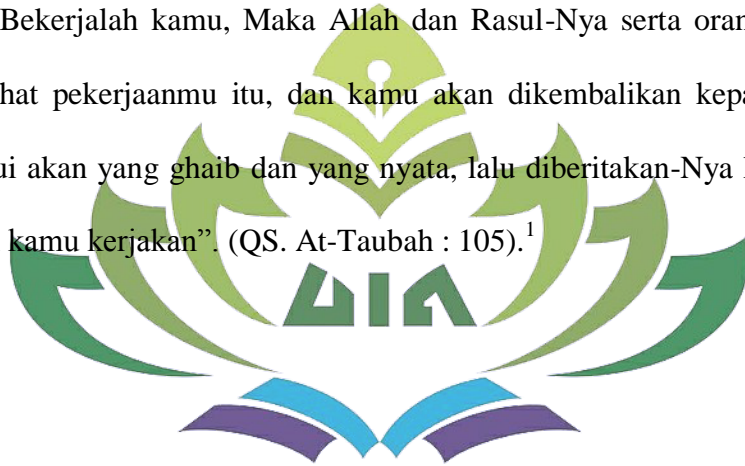 Bekerjalah kamu, Maka Allah dan Rasul-Nya serta oran
hat pekerjaanmu itu, dan kamu akan dikembalikan kepa
ui akan yang ghaib dan yang nyata, lalu diberitakan-Nya
kamu kerjakan”. (QS. At-Taubah : 105).¹
UIN